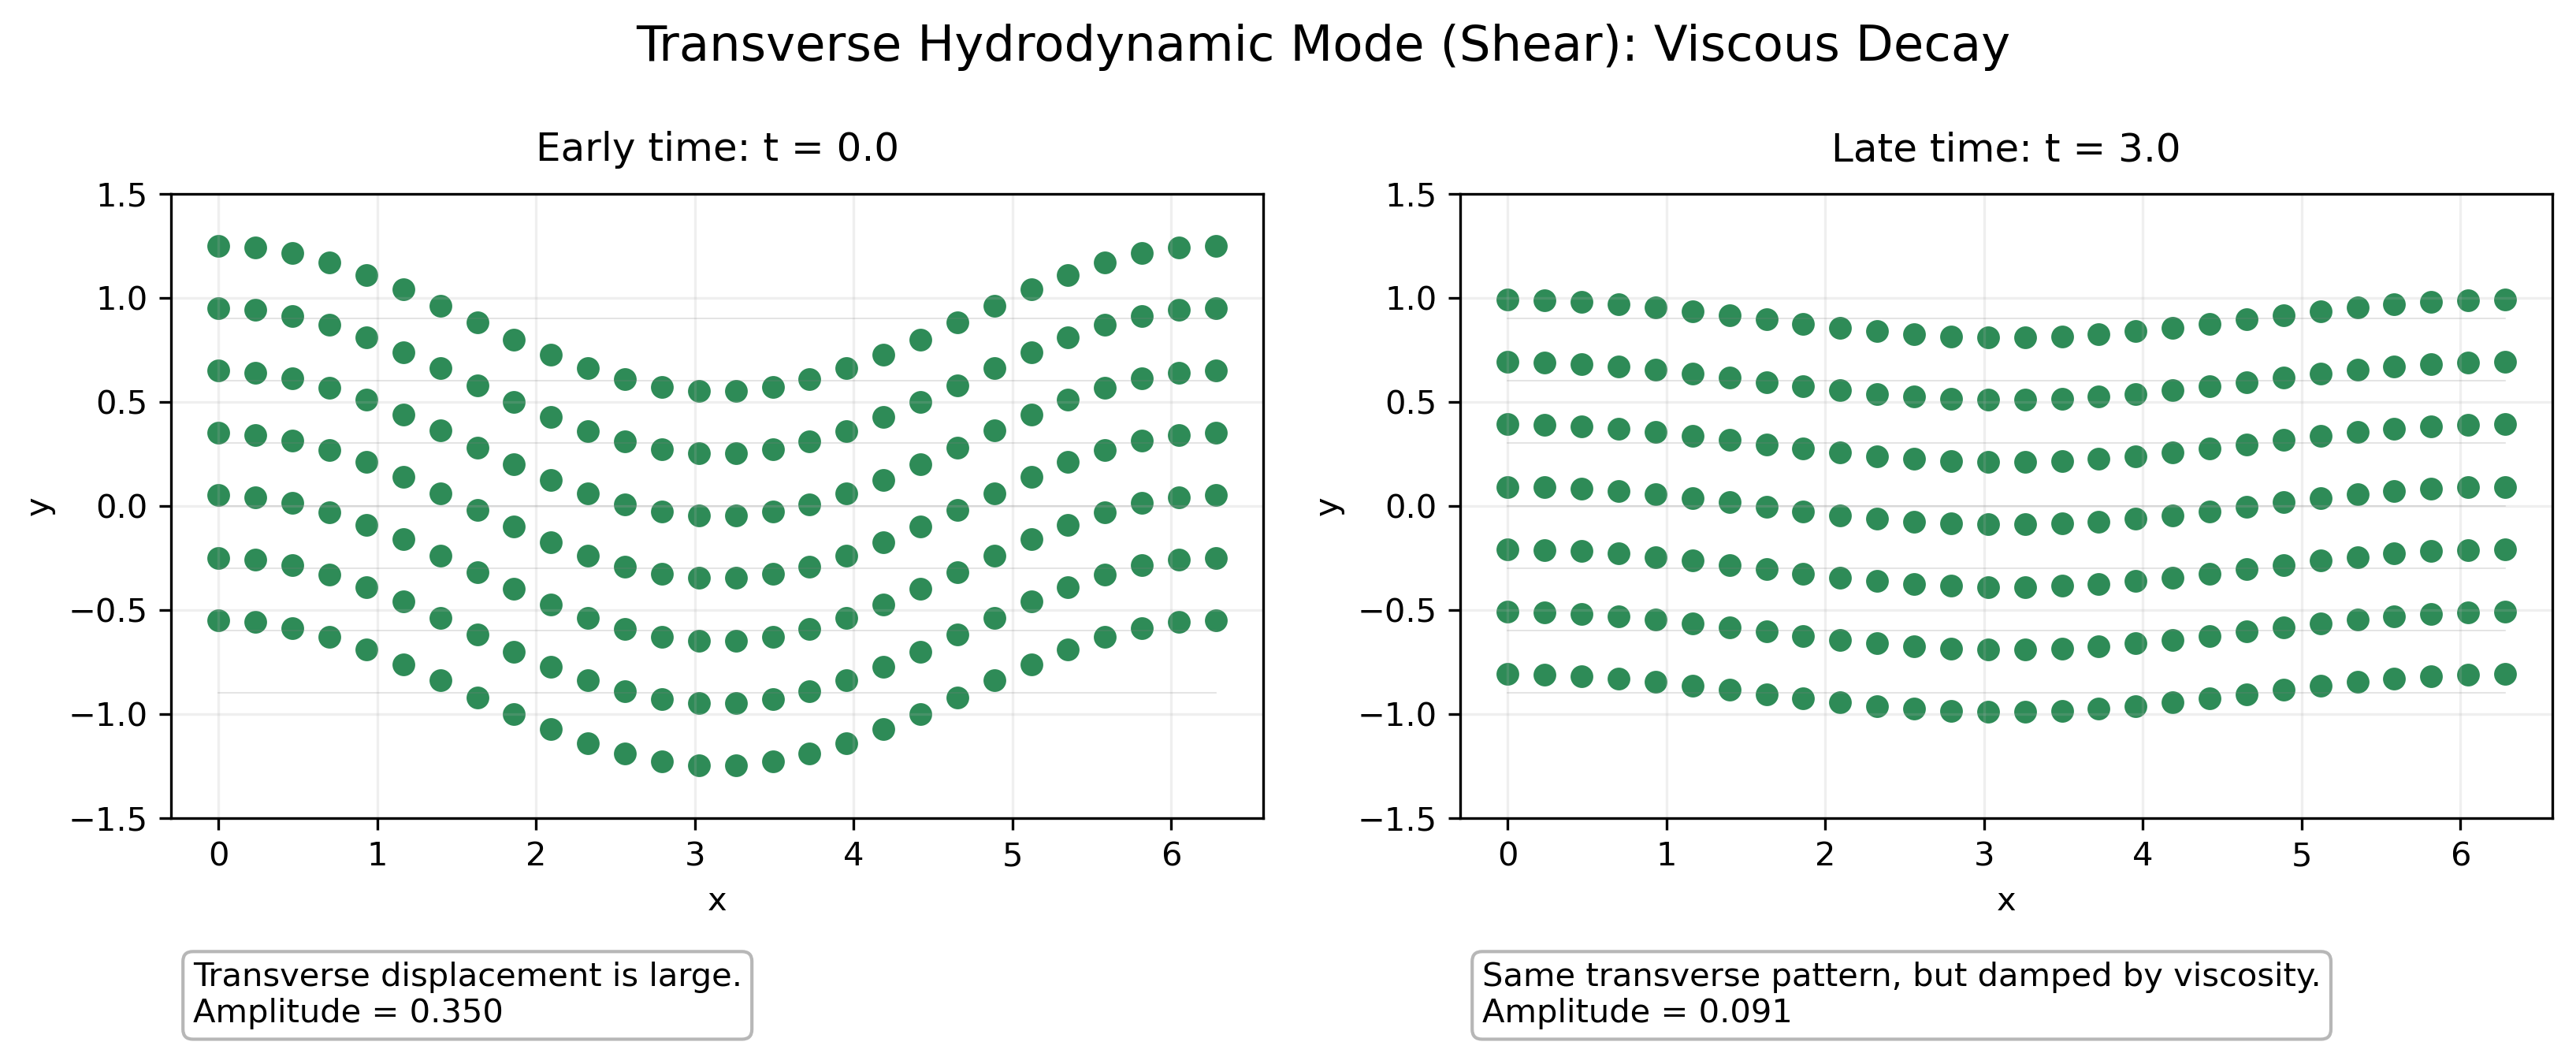 Transverse Hydrodynamic Mode (Shear): Viscous Decay
Early time: t = 0.0
1.5
1.0
0.5
0.0
−0.5
−1.0
−1.5
y
0 1 2 3 4 5 6
x
Transverse displacement is large.
Amplitude = 0.350
Late time: t = 3.0
1.5
1.0
0.5
0.0
−0.5
−1.0
−1.5
y
0 1 2 3 4 5 6
x
Same transverse pattern, but damped by viscosity.
Amplitude = 0.091